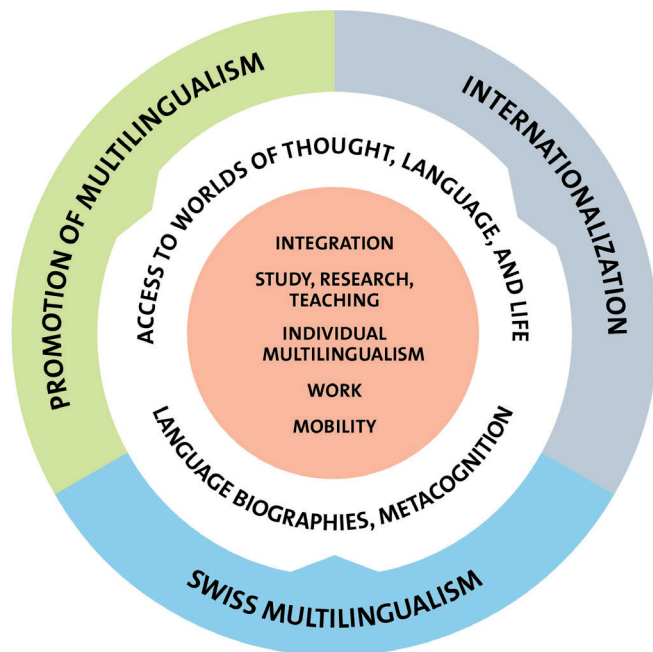 PROMOTION OF MULTILINGUALISM
INTERNATIONALIZATION
ACCESS TO WORLDS OF THOUGHT, LANGUAGE, AND LIFE
INTEGRATION
STUDY, RESEARCH,
TEACHING
INDIVIDUAL
MULTILINGUALISM
WORK
MOBILITY
LANGUAGE BIOGRAPHIES, METACOGNITION
SWISS MULTILINGUALISM